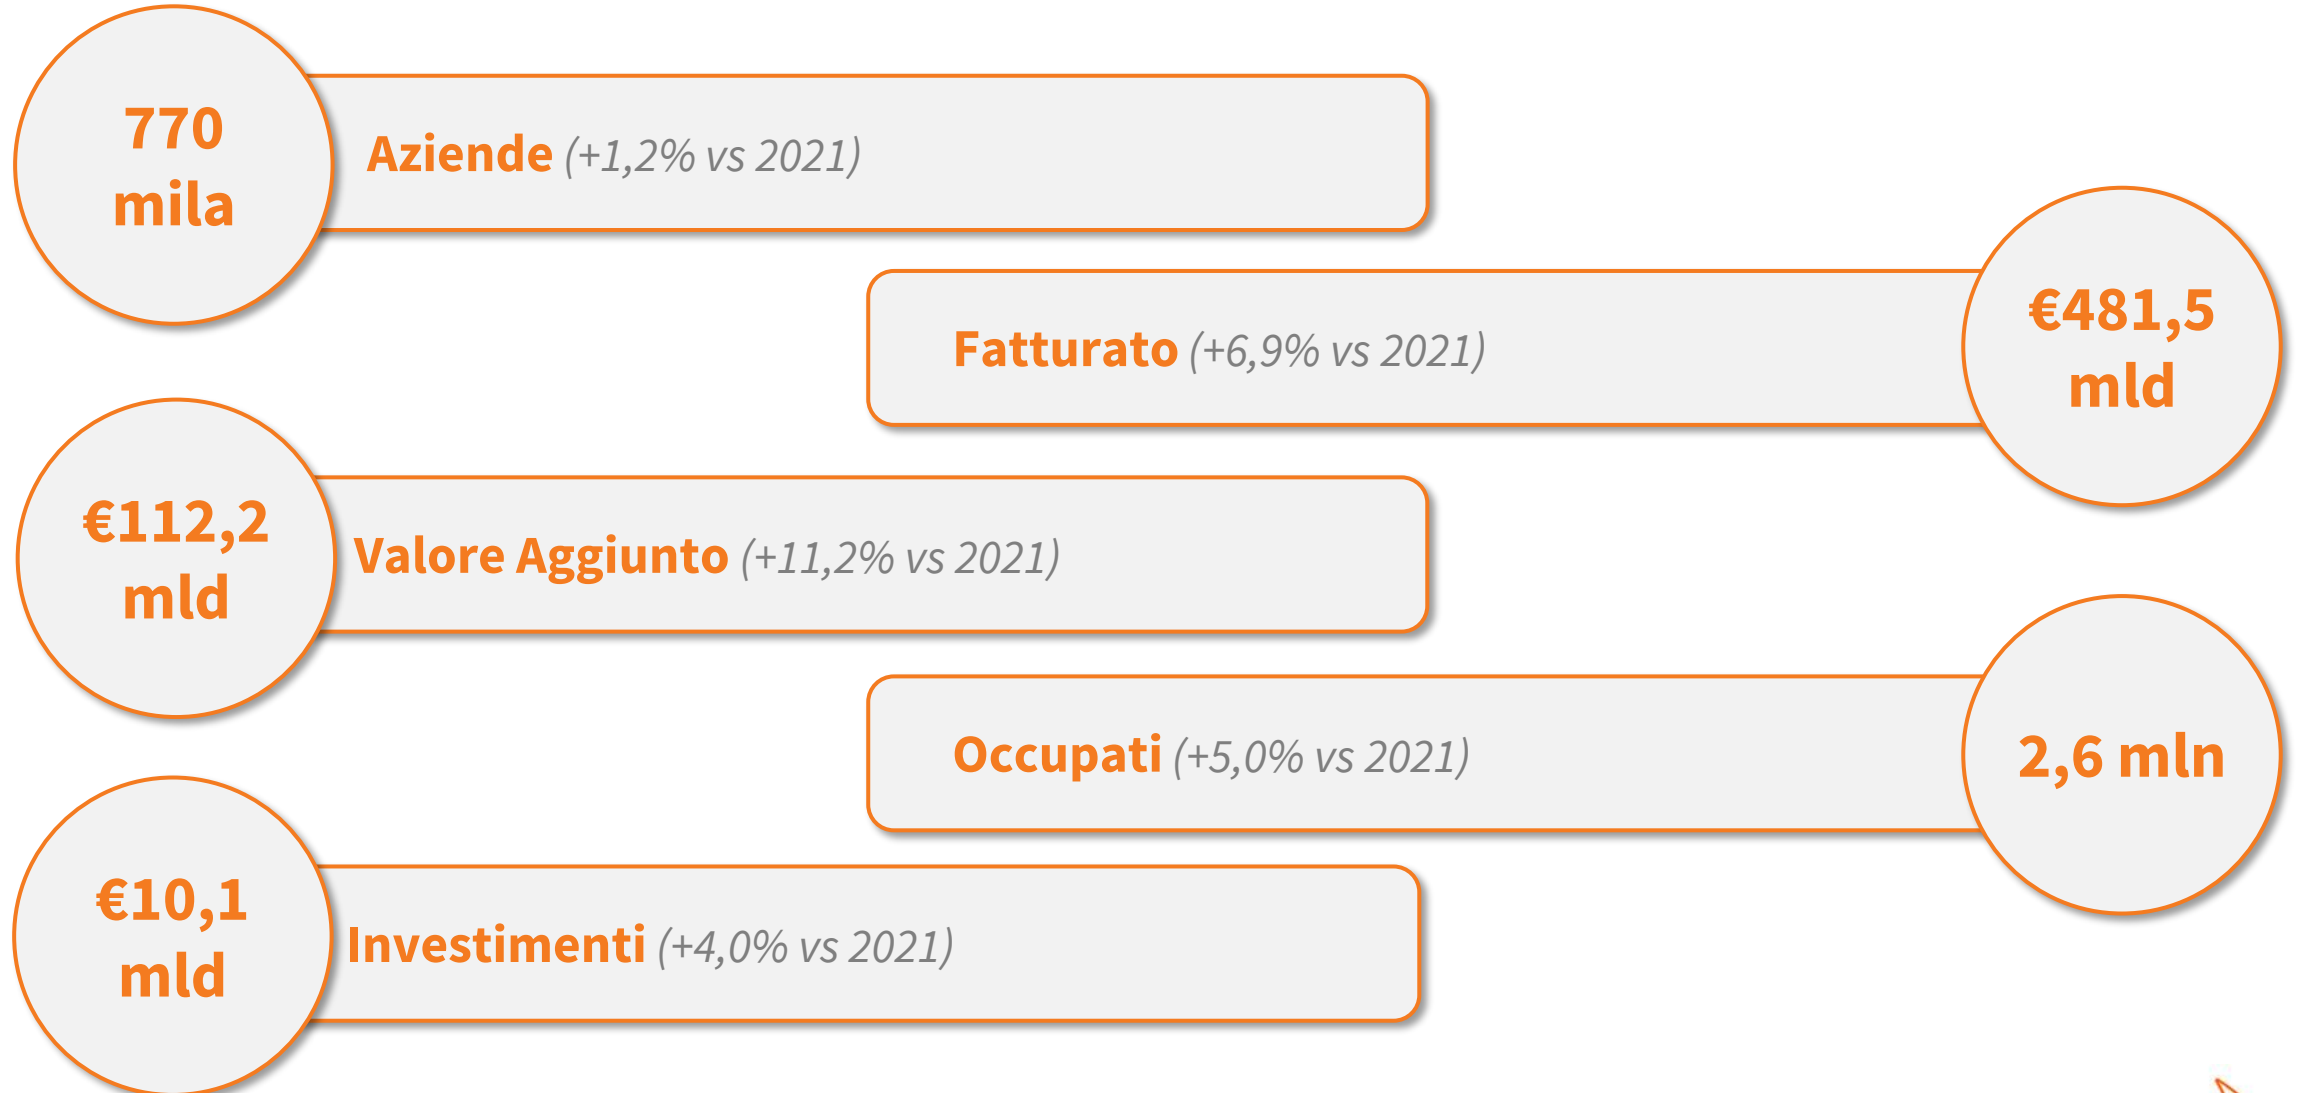 770
mila
Aziende (+1,2% vs 2021)
Fatturato (+6,9% vs 2021)
€481,5
mld
€112,2
mld
Valore Aggiunto (+11,2% vs 2021)
Occupati (+5,0% vs 2021)
2,6 mln
€10,1
mld
Investimenti (+4,0% vs 2021)